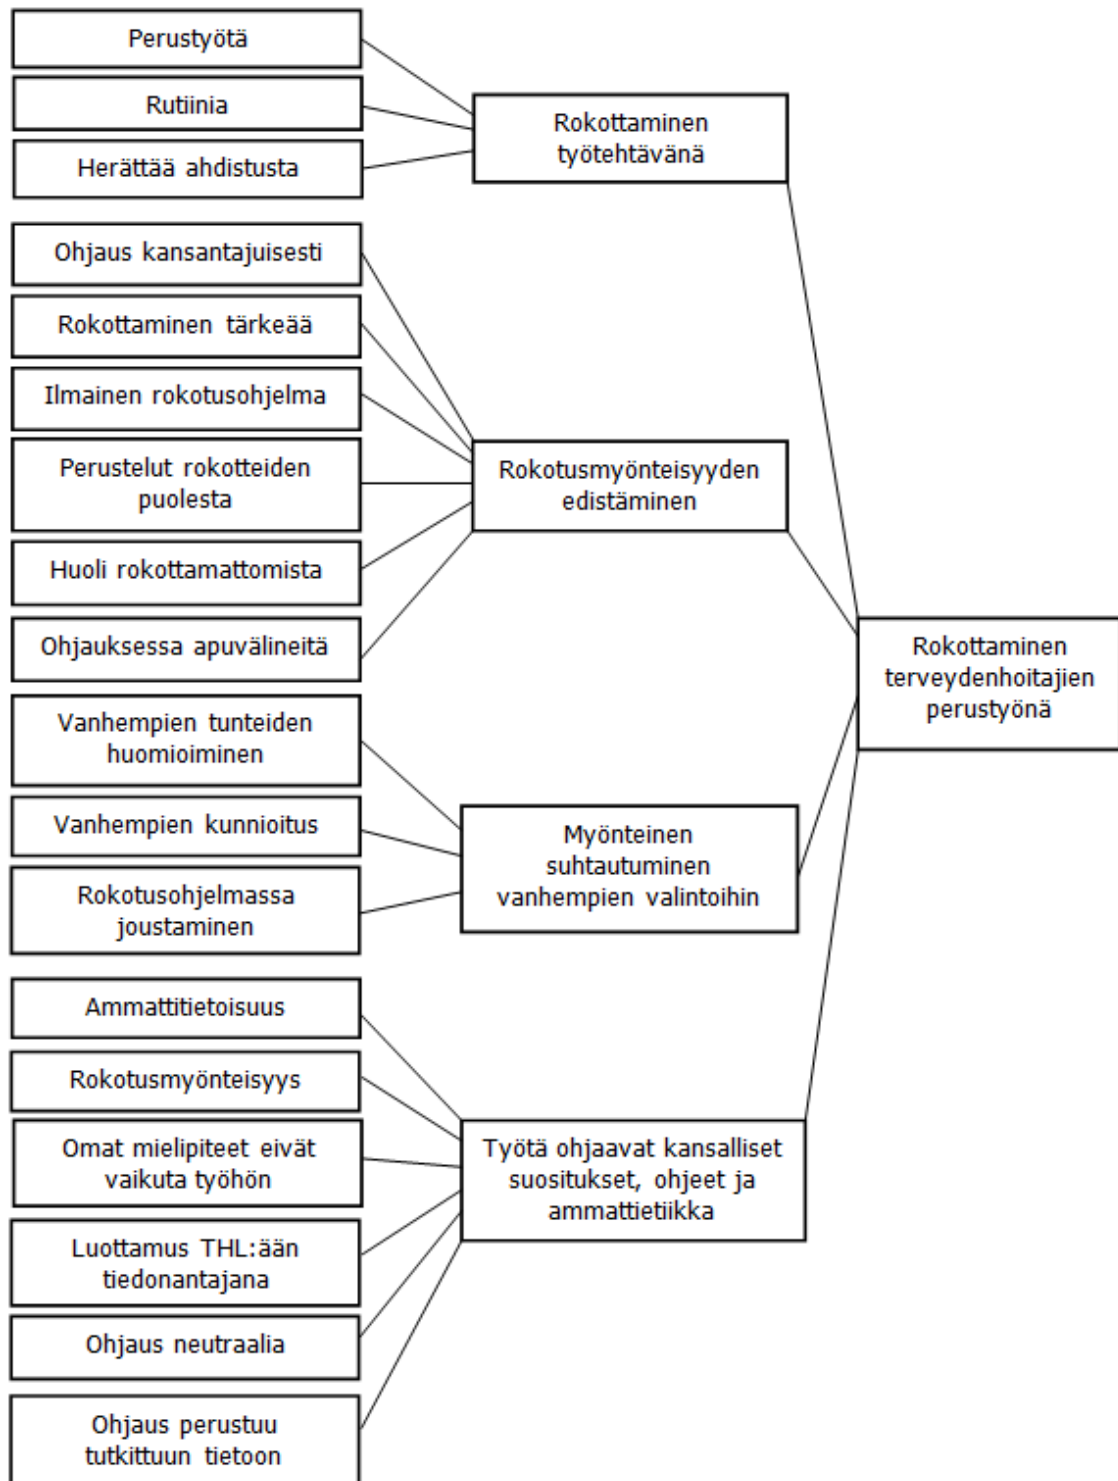 Perustyötä
Rutiinia
Herättää ahdistusta
Rokottaminen
työtehtävänä
Ohjaus kansantajuisesti
Rokottaminen tärkeää
Ilmainen rokotusohjelma
Perustelut rokotteiden
puolesta
Huoli rokottamattomista
Ohjauksessa apuvälineitä
Rokotusmyönteisyyden
edistäminen
Vanhempien tunteiden
huomioiminen
Vanhempien kunnioitus
Rokotusohjelmassa
joustaminen
Myönteinen
suhtautuminen
vanhempien valintoihin
Ammattitietoisuus
Rokotusmyönteisyys
Omat mielipiteet eivät
vaikuta työhön
Luottamus THL:ään
tiedonantajana
Ohjaus neutraalia
Ohjaus perustuu
tutkittuun tietoon
Työtä ohjaavat kansalliset
suositukset, ohjeet ja
ammattietiikka
Rokottaminen
terveydenhoitajien
perustyönä